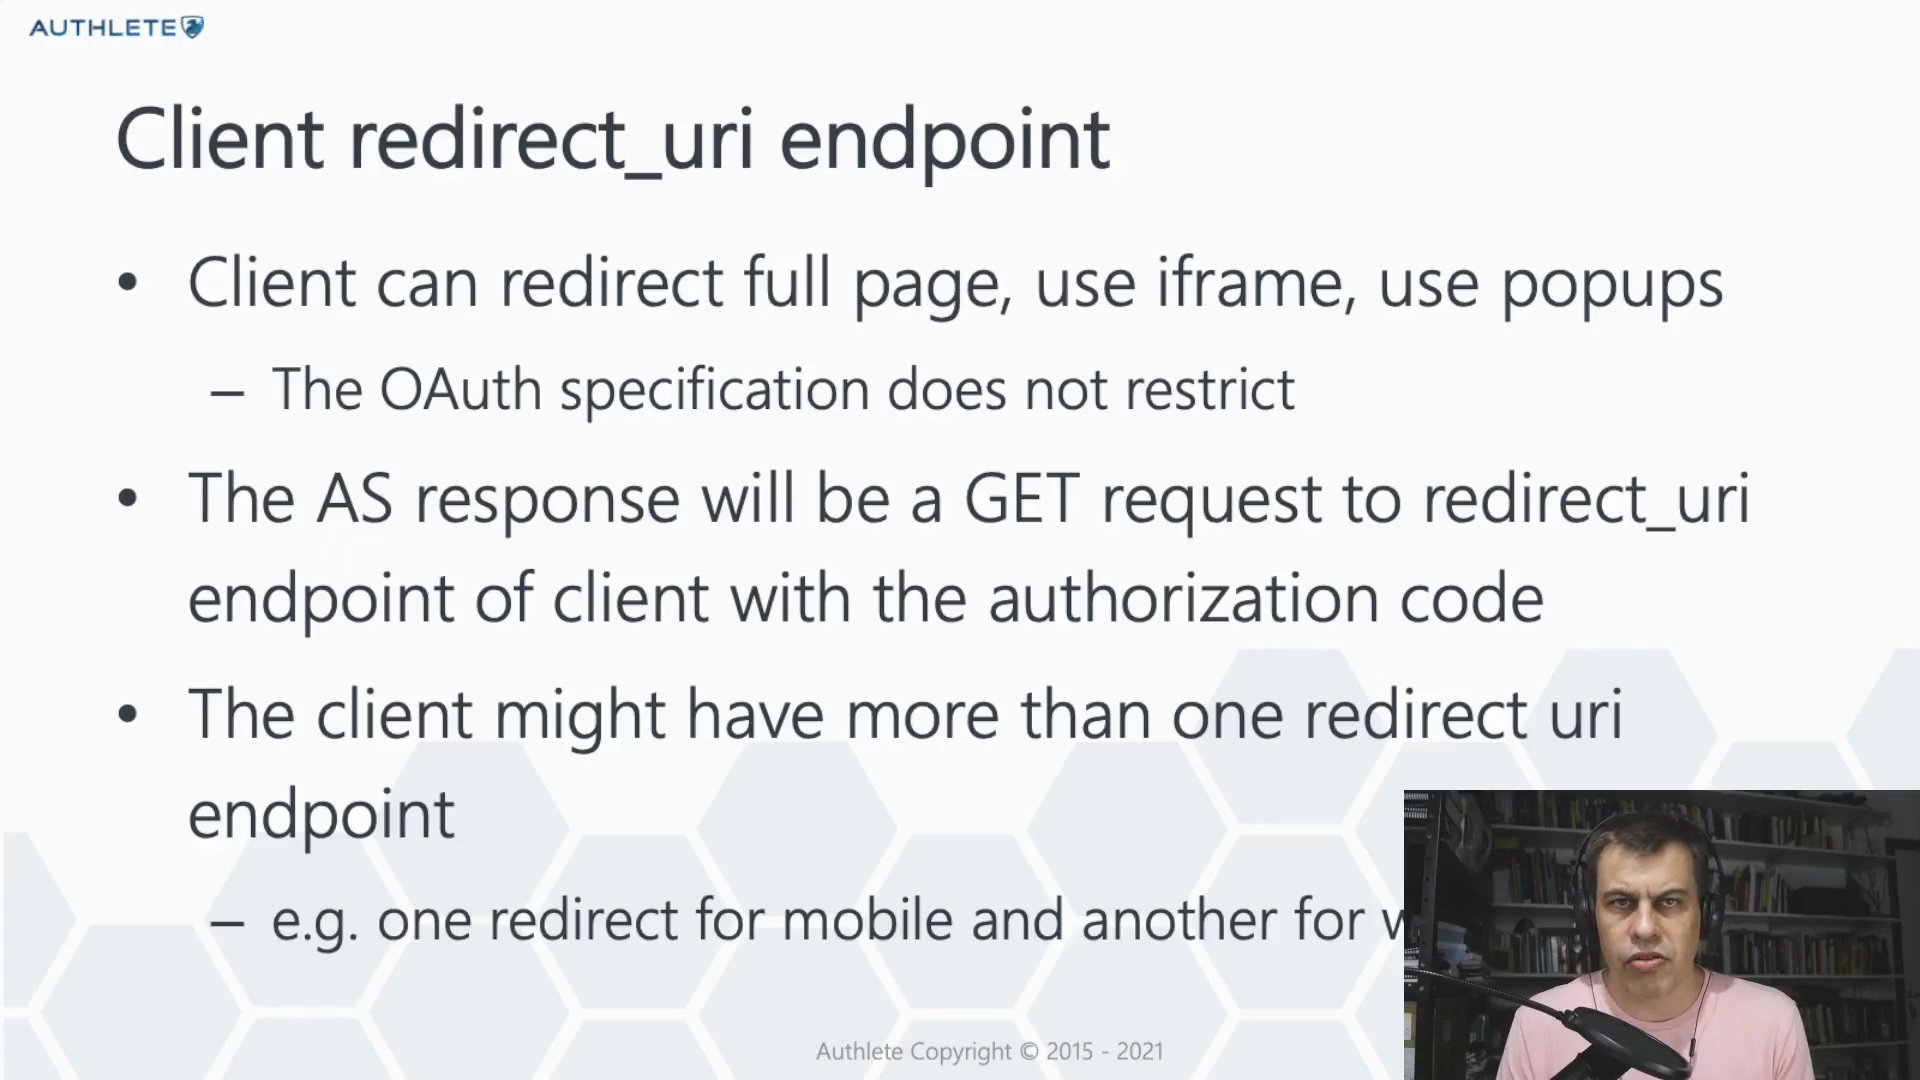 AUTHLETE
Client redirect_uri endpoint
• Client can redirect full page, use iframe, use popups
– The OAuth specification does not restrict
• The AS response will be a GET request to redirect_uri
endpoint of client with the authorization code
• The client might have more than one redirect uri
endpoint
– e.g. one redirect for mobile and another for
Authlete Copyright © 2015 - 2021